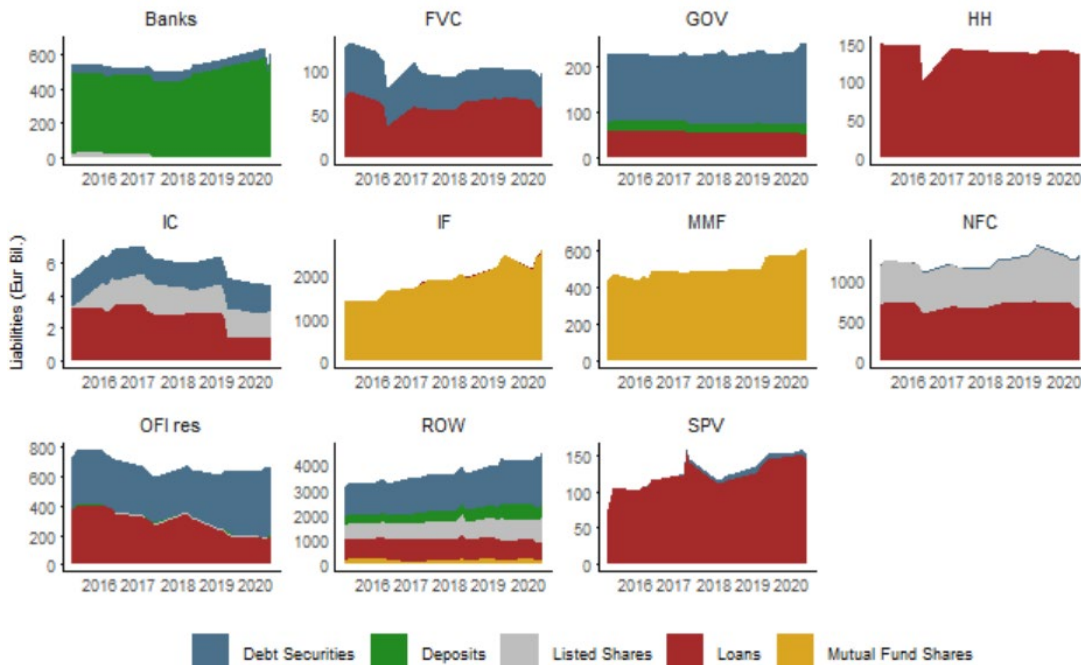 Banks FVC GOV HH
600 400 200 0
100 50 0
200 100 0
150 100 50 0
2016 2017 2018 2019 2020
2016 2017 2018 2019 2020
2016 2017 2018 2019 2020
2016 2017 2018 2019 2020
Liabilities (Eur Bil.)
IC IF MMF NFC
6 4 2 0
2000 1000 0
600 400 200 0
1000 500 0
2016 2017 2018 2019 2020
2016 2017 2018 2019 2020
2016 2017 2018 2019 2020
2016 2017 2018 2019 2020
OFI res ROW SPV
800 600 400 200 0
4000 3000 2000 1000 0
150 100 50 0
2016 2017 2018 2019 2020
2016 2017 2018 2019 2020
2016 2017 2018 2019 2020
Debt Securities Deposits Listed Shares Loans Mutual Fund Shares